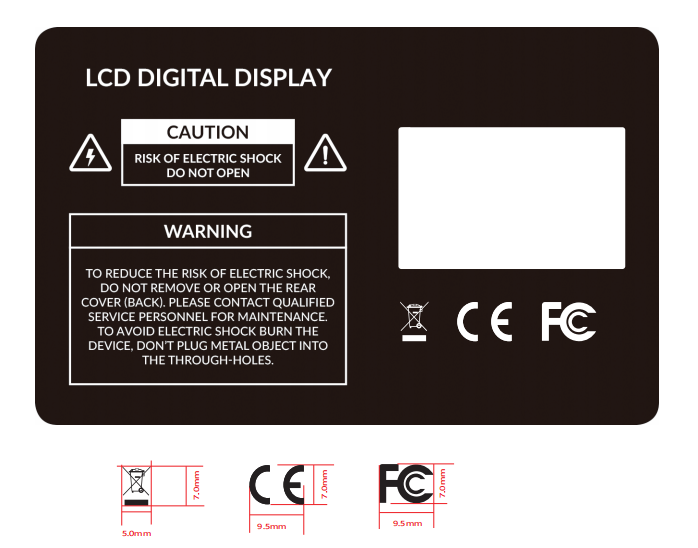 LCD DIGITAL DISPLAY
CAUTION
RISK OF ELECTRIC SHOCK
DO NOT OPEN
WARNING
TO REDUCE THE RISK OF ELECTRIC SHOCK,
DO NOT REMOVE OR OPEN THE REAR
COVER (BACK). PLEASE CONTACT QUALIFIED
SERVICE PERSONNEL FOR MAINTENANCE.
TO AVOID ELECTRIC SHOCK BURN THE
DEVICE, DON'T PLUG METAL OBJECT INTO
THE THROUGH-HOLES.
CE FC
7.0mm
5.0mm
CE
7.0mm
9.5mm
FC
7.0mm
9.5mm